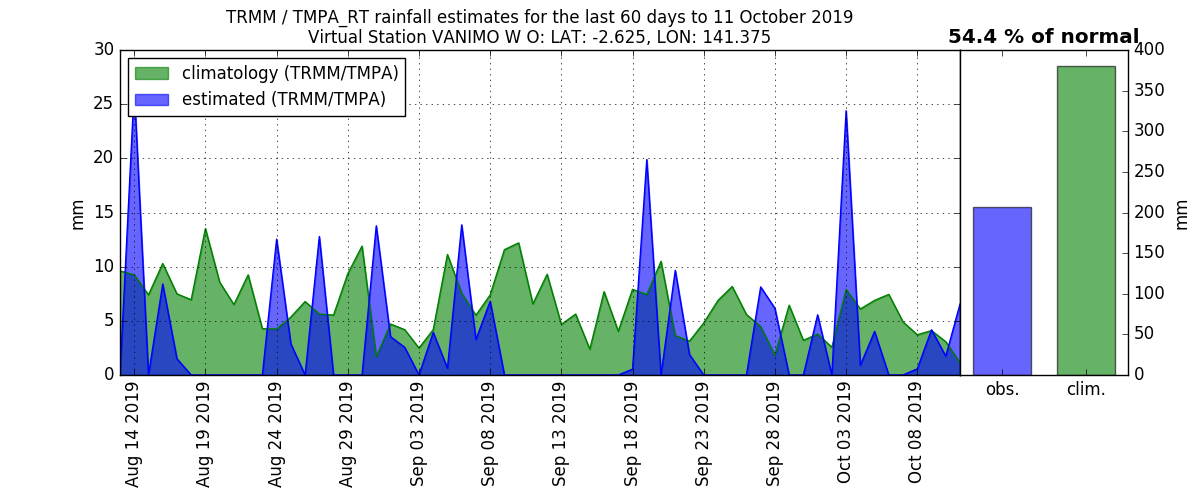 TRMM / TMPA_RT rainfall estimates for the last 60 days to 11 October 2019
Virtual Station VANIMO W O: LAT: -2.625, LON: 141.375
54.4 % of normal
climatology (TRMM/TMPA)
estimated (TRMM/TMPA)
30
25
20
15
10
5
0
mm
Aug 14 2019
Aug 19 2019
Aug 24 2019
Aug 29 2019
Sep 03 2019
Sep 08 2019
Sep 13 2019
Sep 18 2019
Sep 23 2019
Sep 28 2019
Oct 03 2019
Oct 08 2019
obs.
clim.
400
350
300
250
200
150
100
50
0
mm